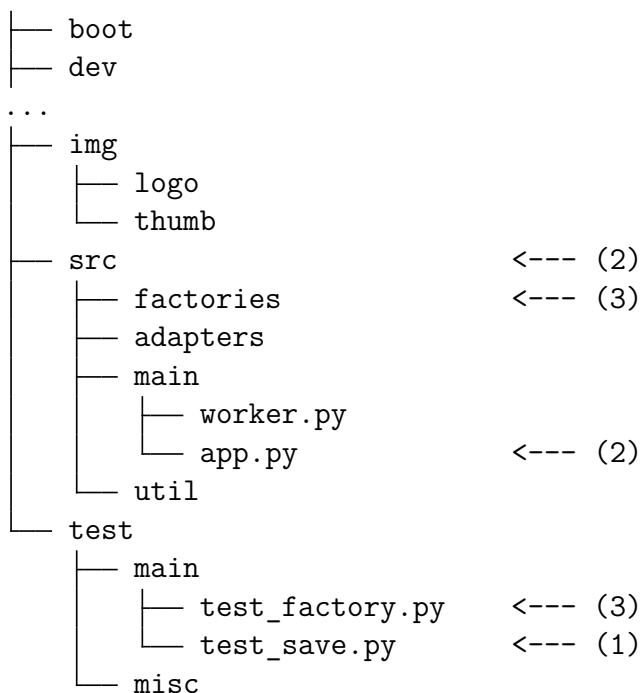 ├── boot
├── dev
...
├── img
│   ├── logo
│   └── thumb
├── src <--- (2)
│   ├── factories <--- (3)
│   ├── adapters
│   ├── main
│   │   ├── worker.py
│   │   └── app.py <--- (2)
│   └── util
└── test
    ├── main
    │   ├── test_factory.py <--- (3)
    │   └── test_save.py <--- (1)
    └── misc